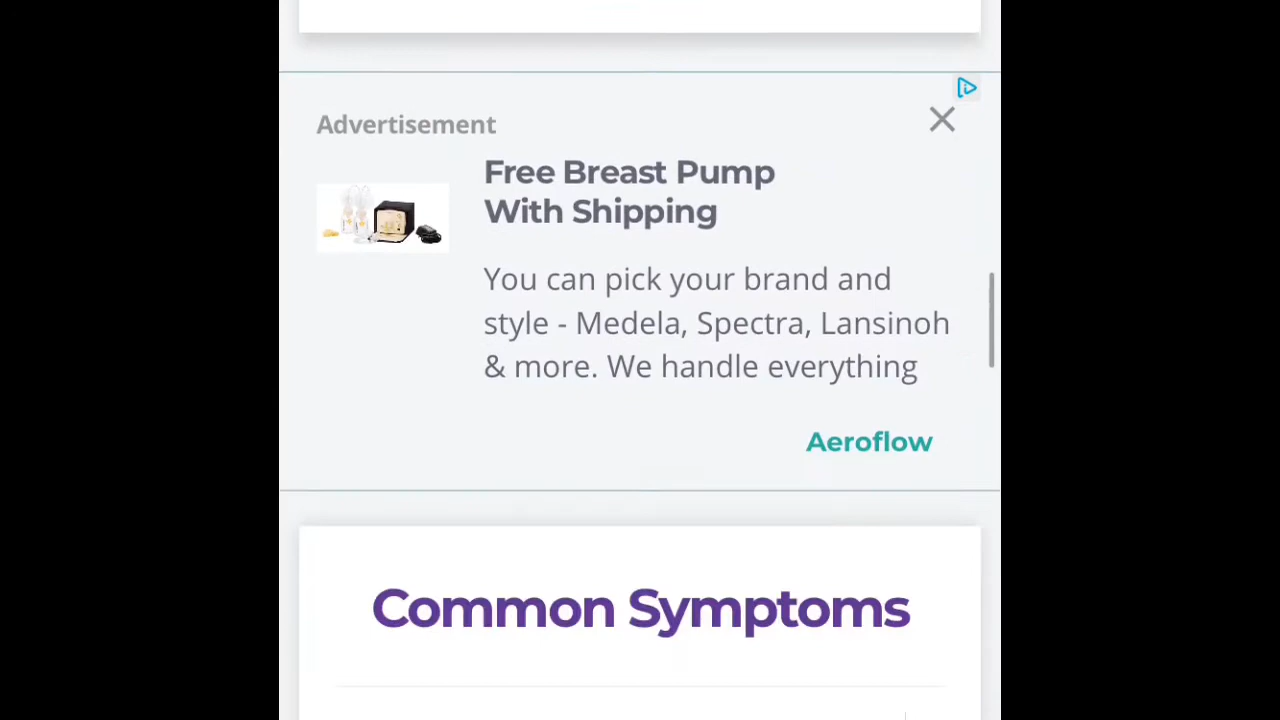 Advertisement
Free Breast Pump
With Shipping
You can pick your brand and
style - Medela, Spectra, Lansinoh
& more. We handle everything
Aeroflow
Common Symptoms